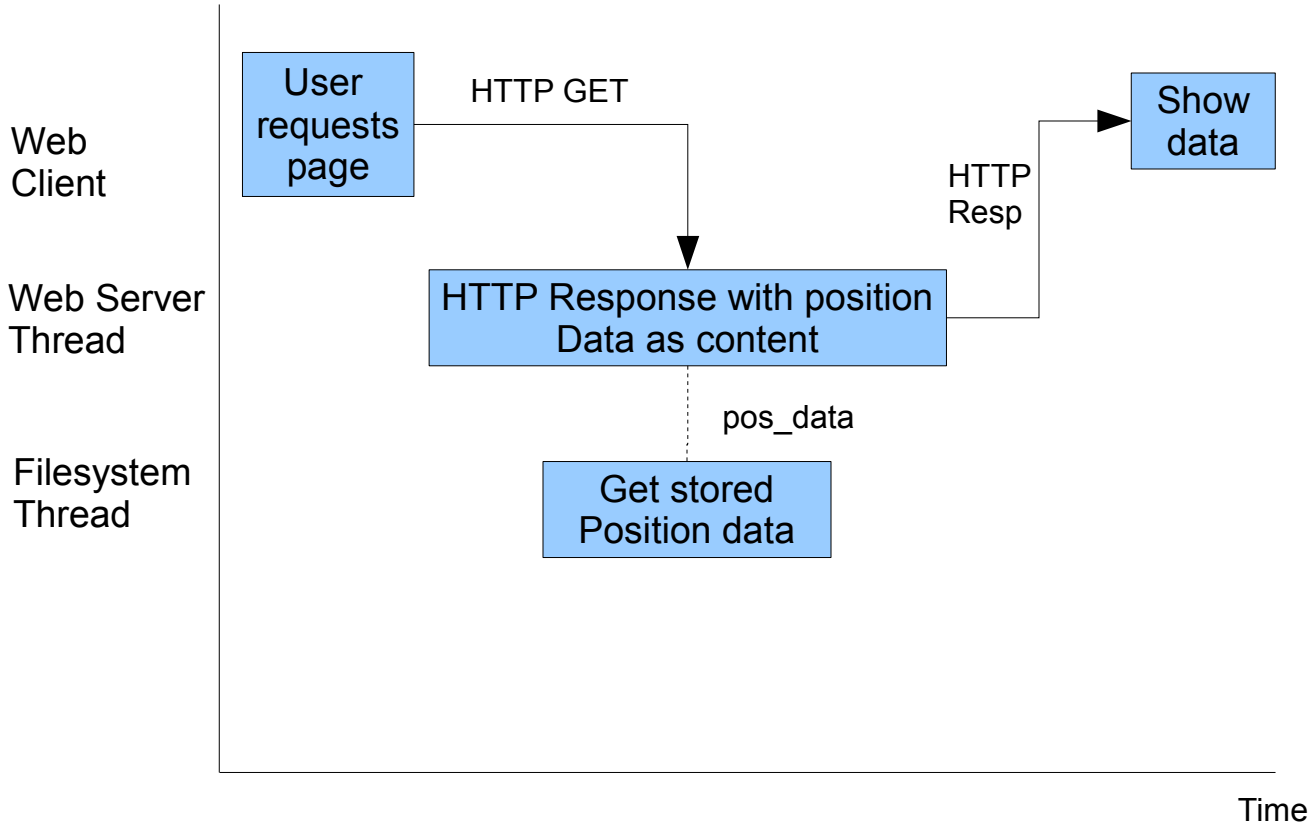 User
requests
page
HTTP GET
Show
data
Web
Client
HTTP
Resp
Web Server
Thread
HTTP Response with position
Data as content
pos_data
Filesystem
Thread
Get stored
Position data
Time